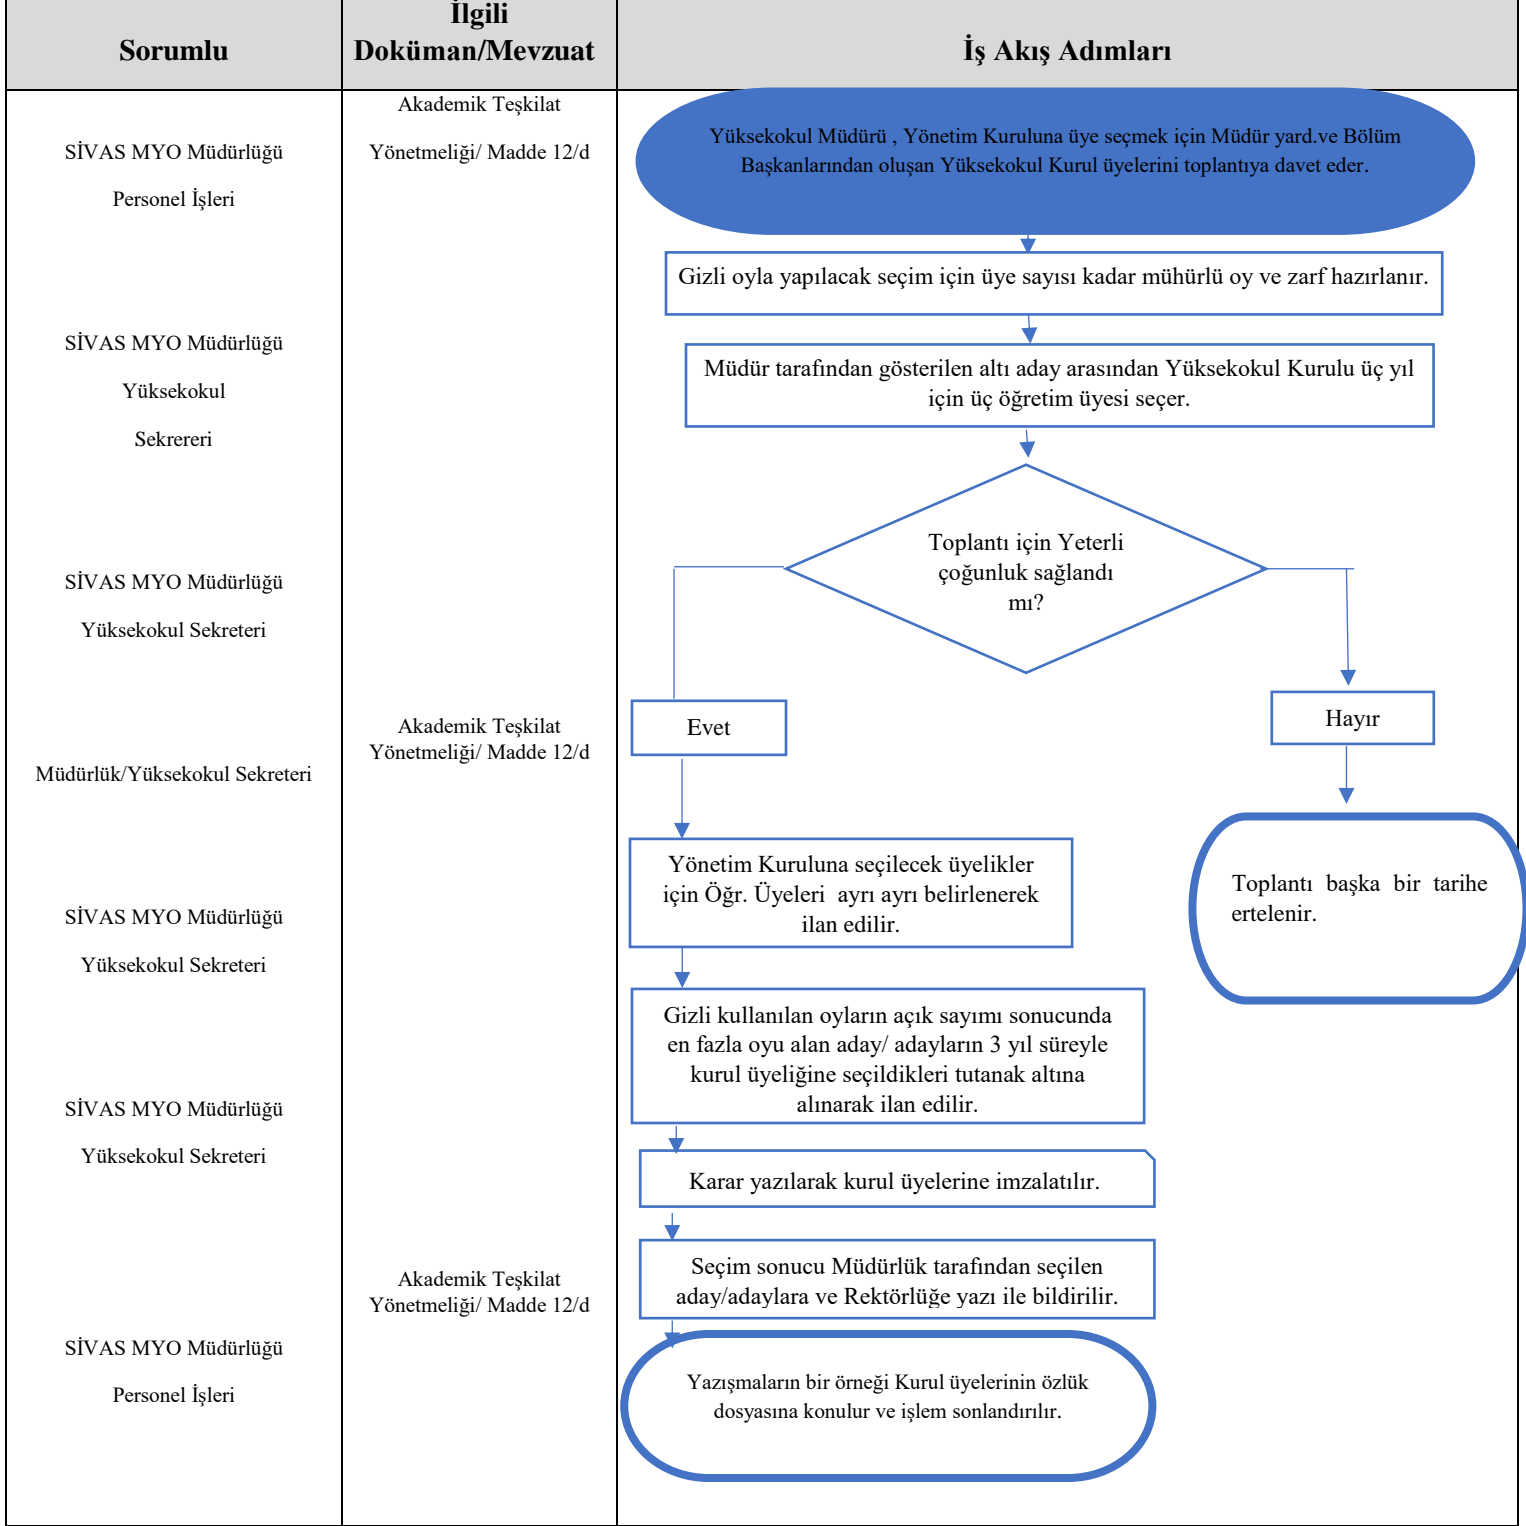 Sorumlu
İlgili
Doküman/Mevzuat
İş Akış Adımları
SİVAS MYO Müdürlüğü
Personel İşleri
SİVAS MYO Müdürlüğü
Yüksekokul
Sekrereri
SİVAS MYO Müdürlüğü
Yüksekokul Sekreteri
Müdürlük/Yüksekokul Sekreteri
SİVAS MYO Müdürlüğü
Yüksekokul Sekreteri
SİVAS MYO Müdürlüğü
Yüksekokul Sekreteri
SİVAS MYO Müdürlüğü
Personel İşleri
Akademik Teşkilat
Yönetmeliği/ Madde 12/d
Akademik Teşkilat
Yönetmeliği/ Madde 12/d
Akademik Teşkilat
Yönetmeliği/ Madde 12/d
Yüksekokul Müdürü , Yönetim Kuruluna üye seçmek için Müdür yard.ve Bölüm
Başkanlarından oluşan Yüksekokul Kurul üyelerini toplantıya davet eder.
Gizli oyla yapılacak seçim için üye sayısı kadar mühürlü oy ve zarf hazırlanır.
Müdür tarafından gösterilen altı aday arasından Yüksekokul Kurulu üç yıl
için üç öğretim üyesi seçer.
Toplantı için Yeterli
çoğunluk sağlandı
mı?
Evet
Hayır
Yönetim Kuruluna seçilecek üyelikler
için Öğr. Üyeleri  ayrı ayrı belirlenerek
ilan edilir.
Toplantı başka bir tarihe
ertelenir.
Gizli kullanılan oyların açık sayımı sonucunda
en fazla oyu alan aday/ adayların 3 yıl süreyle
kurul üyeliğine seçildikleri tutanak altına
alınarak ilan edilir.
Karar yazılarak kurul üyelerine imzalatılır.
Seçim sonucu Müdürlük tarafından seçilen
aday/adaylara ve Rektörlüğe yazı ile bildirilir.
Yazışmaların bir örneği Kurul üyelerinin özlük
dosyasına konulur ve işlem sonlandırılır.